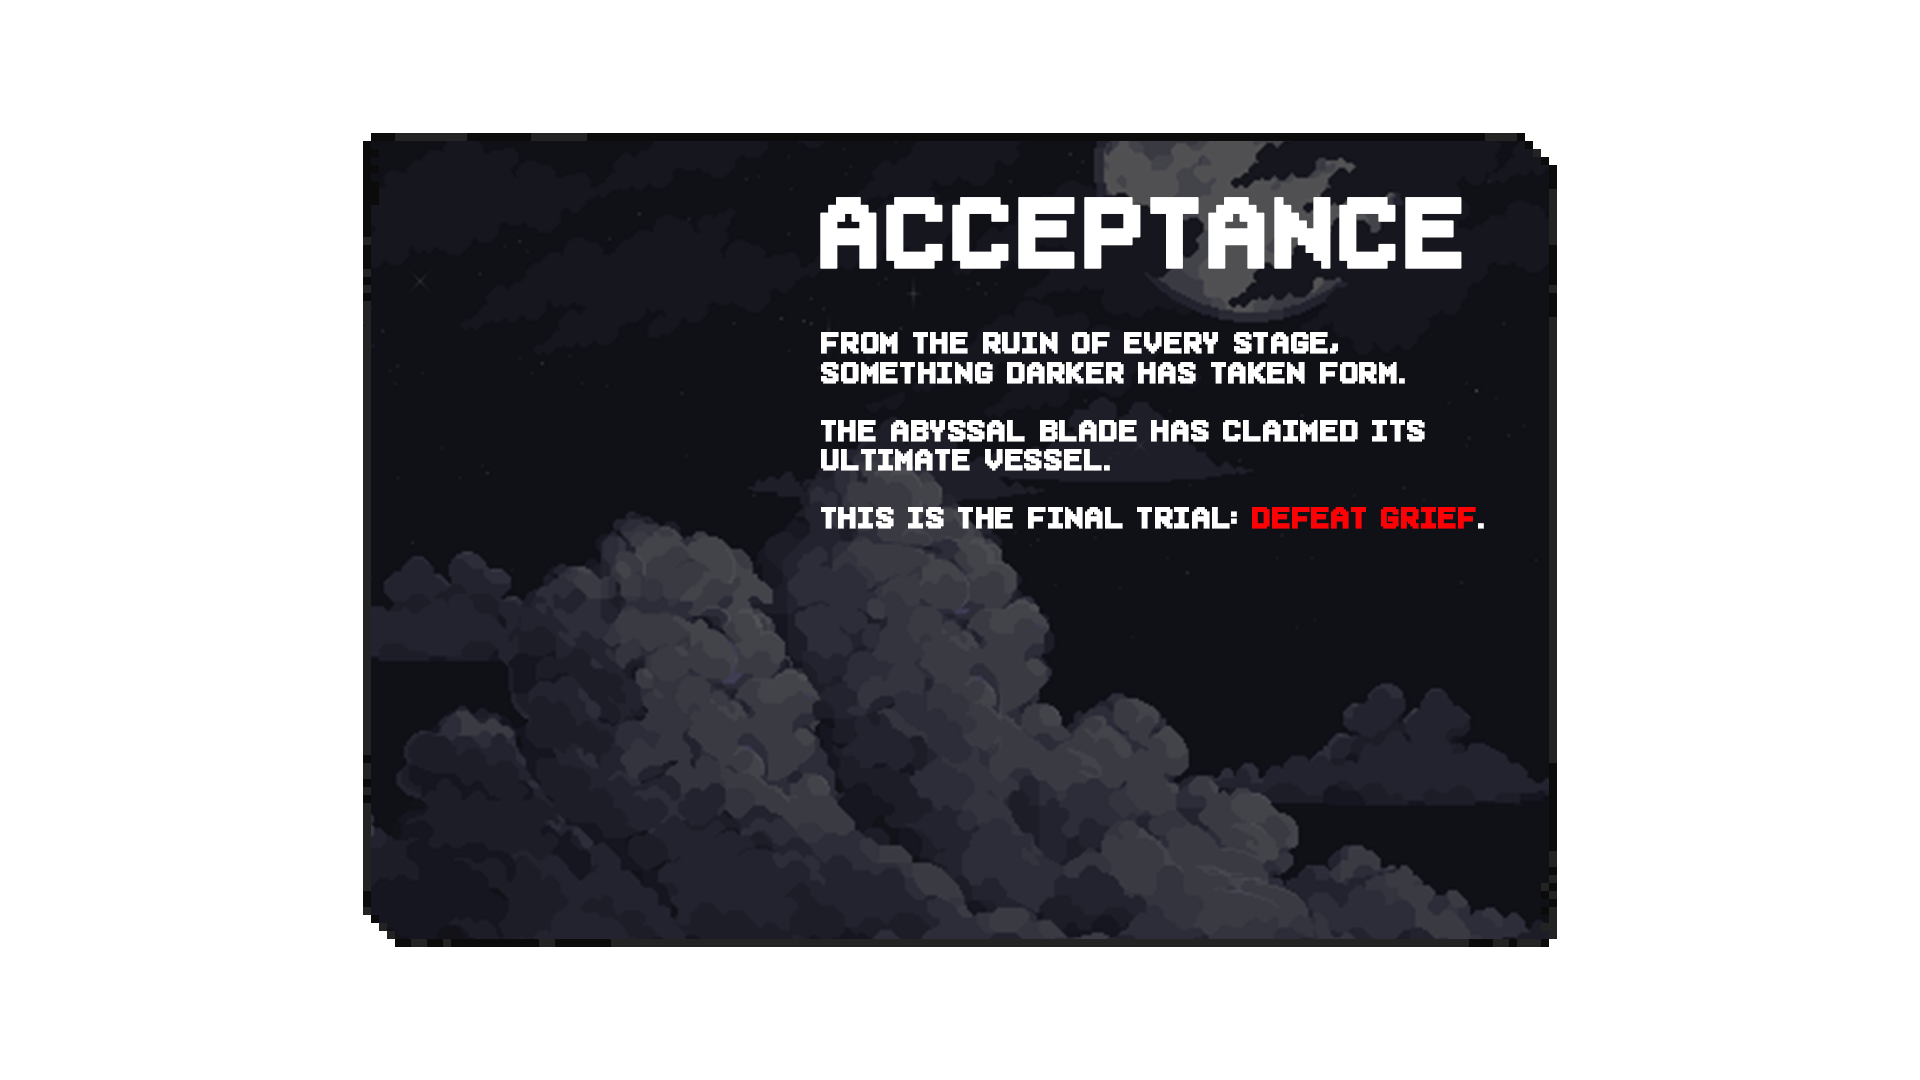 ACCEPTANCE
FROM THE RUIN OF EVERY STAGE,
SOMETHING DARKER HAS TAKEN FORM.
THE ABYSSAL BLADE HAS CLAIMED ITS
ULTIMATE VESSEL.
THIS IS THE FINAL TRIAL: DEFEAT GRIEF.